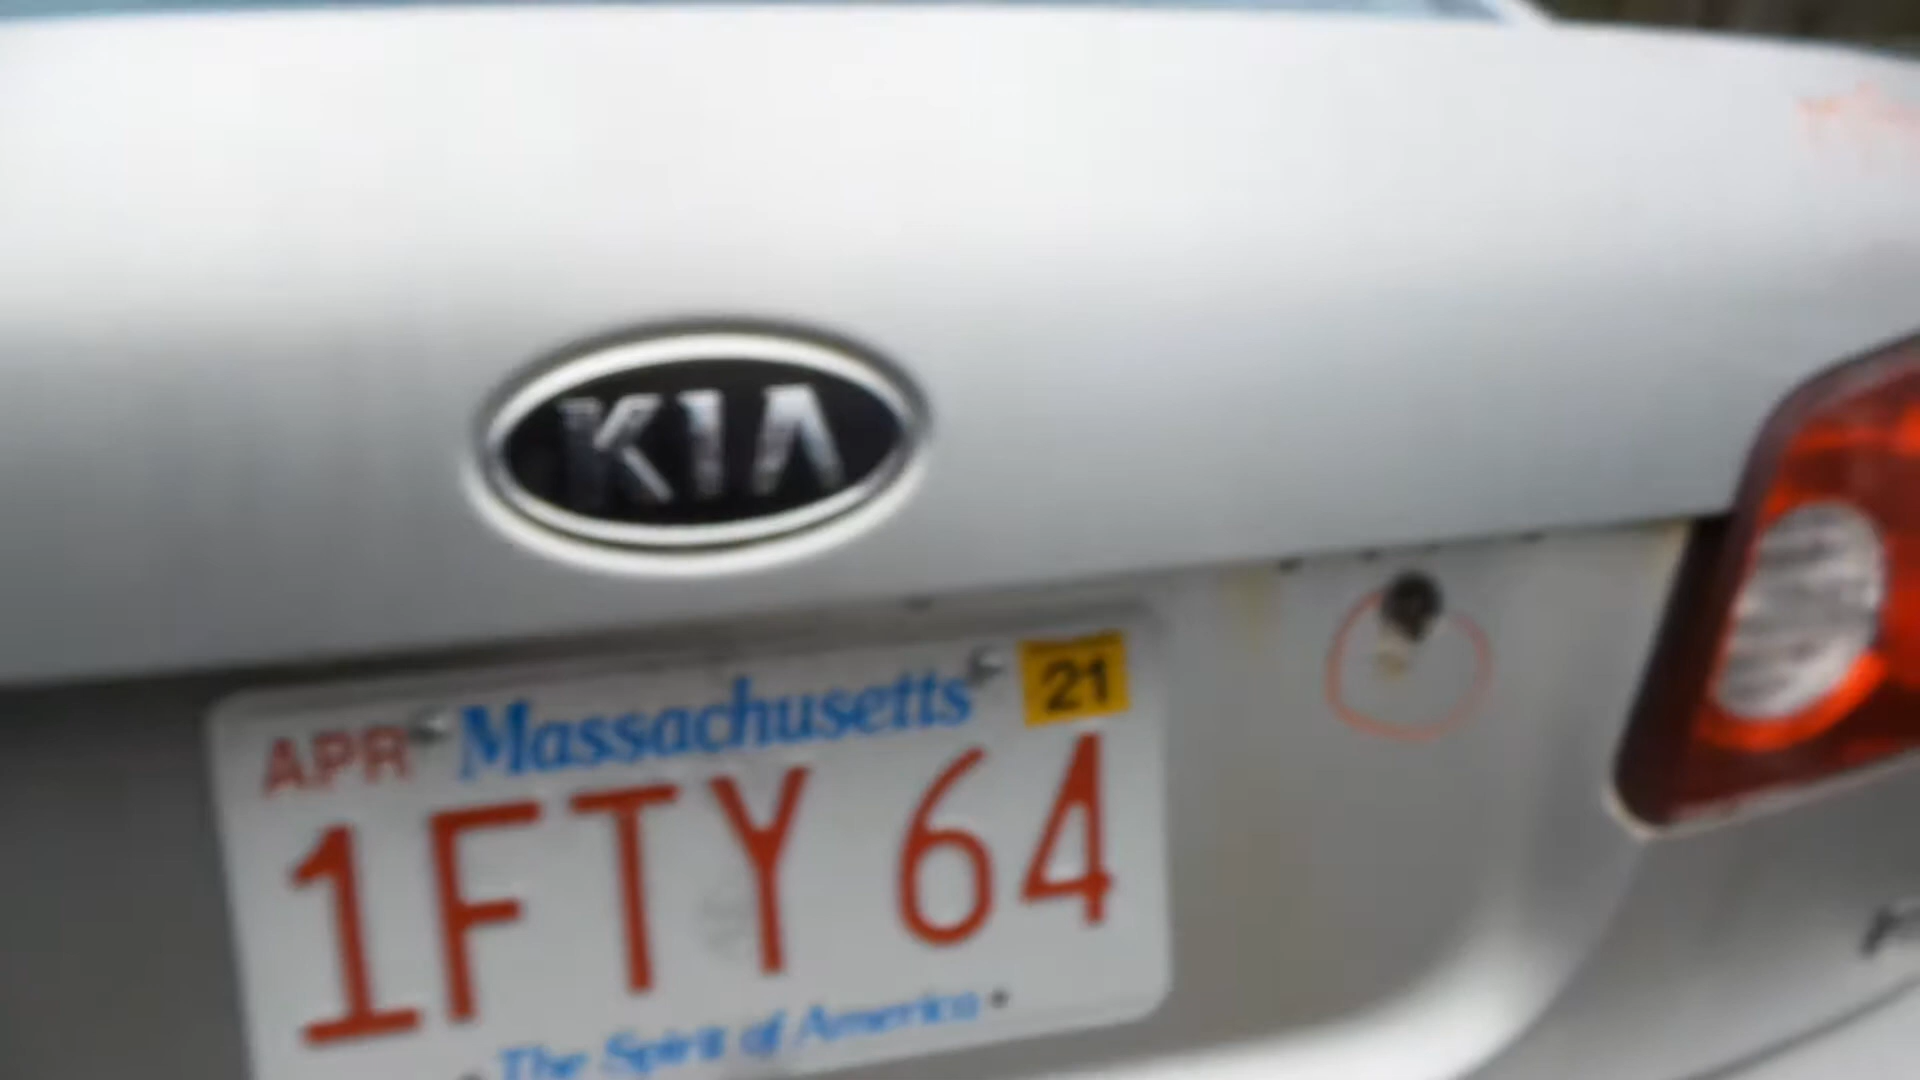 KIA
APR Massachusetts 21
1FTY 64
The Spirit of America